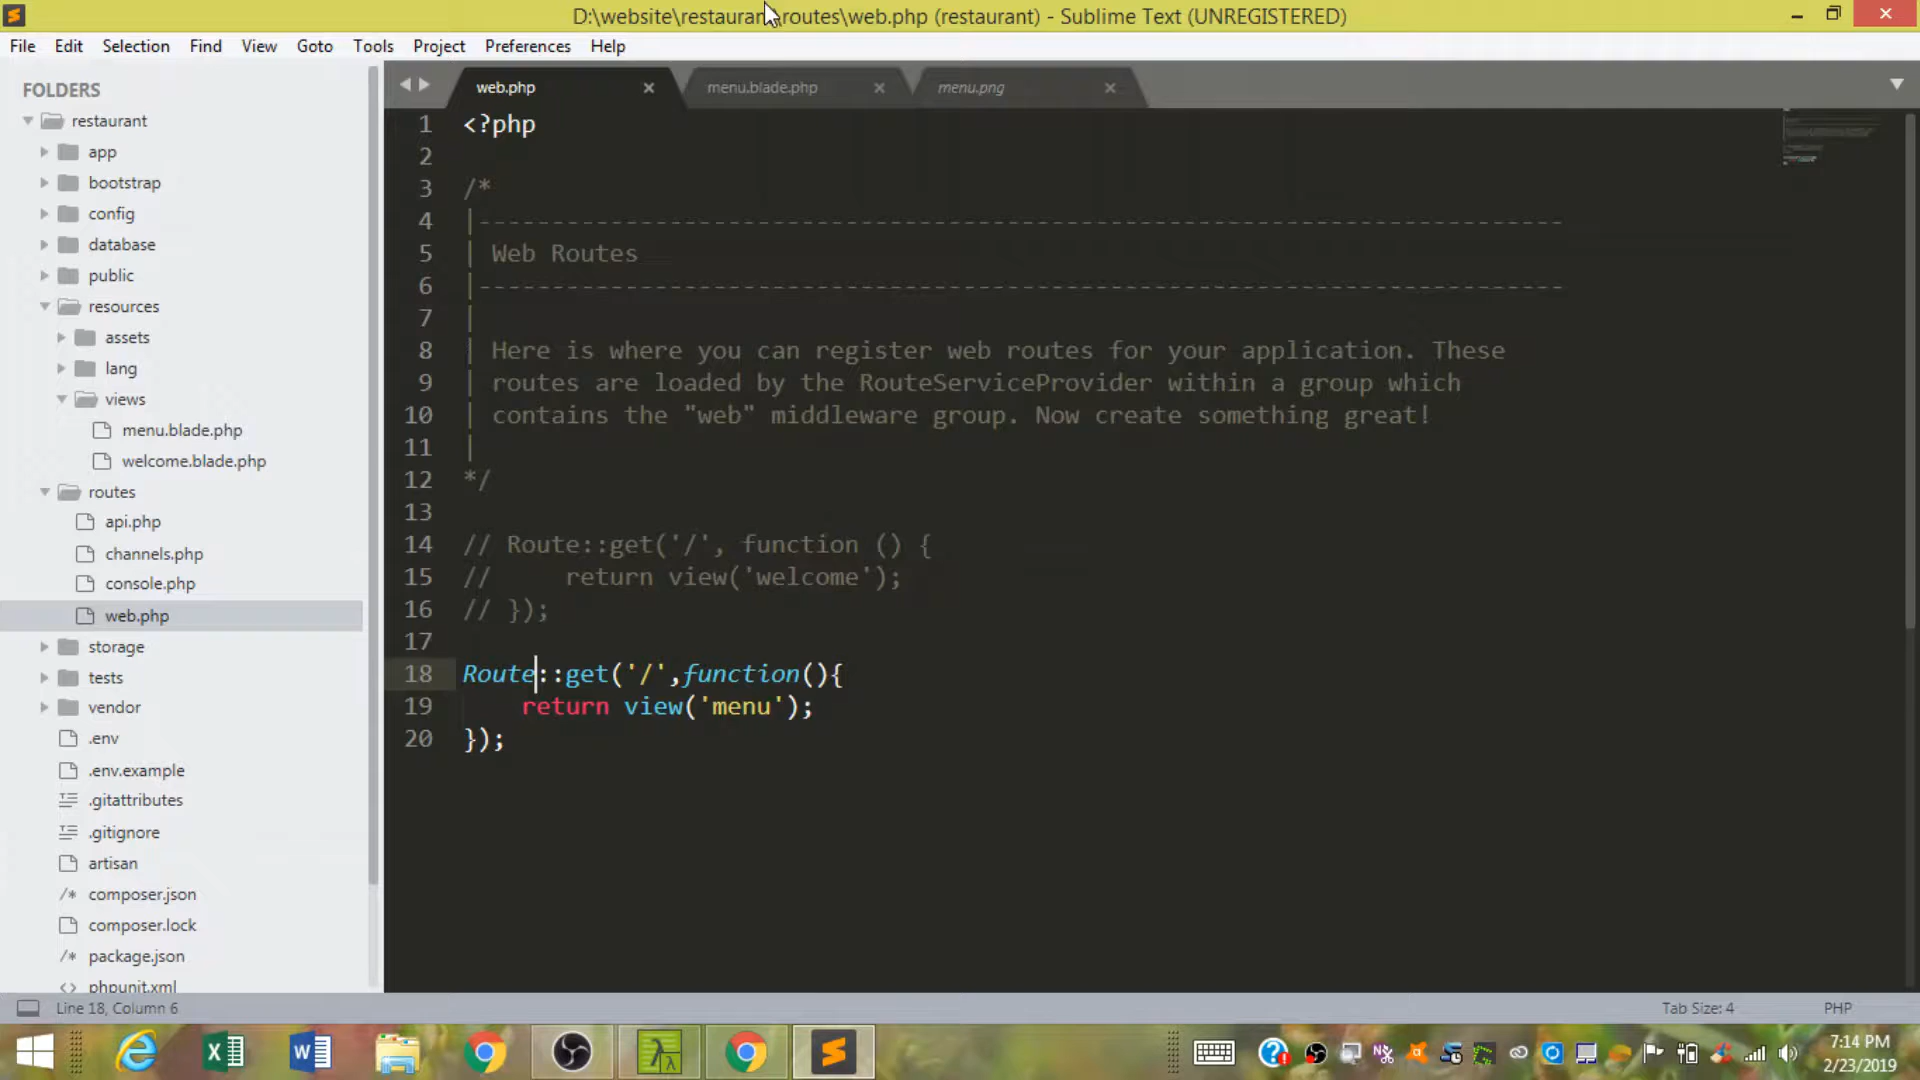 D:\website\restaurant\routes\web.php (restaurant) - Sublime Text (UNREGISTERED)
File Edit Selection Find View Goto Tools Project Preferences Help
FOLDERS
restaurant
app
bootstrap
config
database
public
resources
assets
lang
views
menu.blade.php
welcome.blade.php
routes
api.php
channels.php
console.php
web.php
storage
tests
vendor
.env
.env.example
.gitattributes
.gitignore
artisan
composer.json
composer.lock
package.json
phpunit.xml
web.php menu.blade.php menu.png
1 <?php
2
3 /*
4 |--------------------------------------------------------------------------
5 | Web Routes
6 |--------------------------------------------------------------------------
7 |
8 | Here is where you can register web routes for your application. These
9 | routes are loaded by the RouteServiceProvider within a group which
10 | contains the "web" middleware group. Now create something great!
11 |
12 */
13
14 // Route::get('/', function () {
15 //     return view('welcome');
16 // });
17
18 Route::get('/',function(){
19     return view('menu');
20 });
Line 18, Column 6 Tab Size: 4 PHP
7:14 PM
2/23/2019